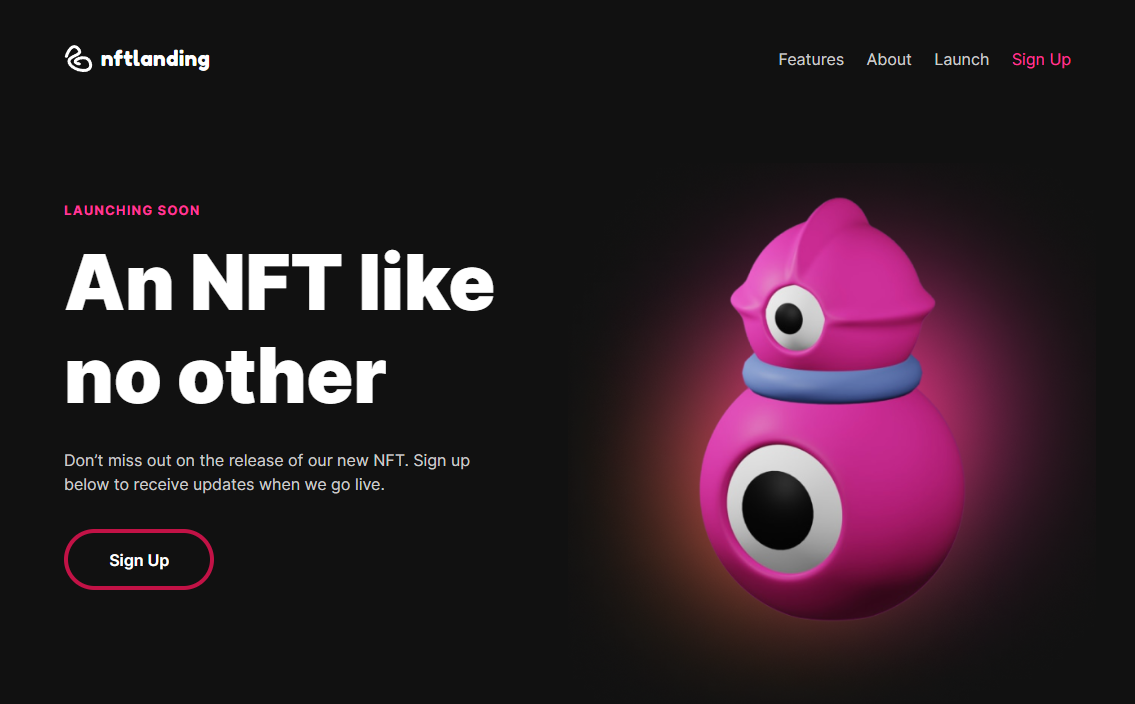 nftlanding
Features About Launch Sign Up
LAUNCHING SOON
An NFT like
no other
Don’t miss out on the release of our new NFT. Sign up
below to receive updates when we go live.
Sign Up